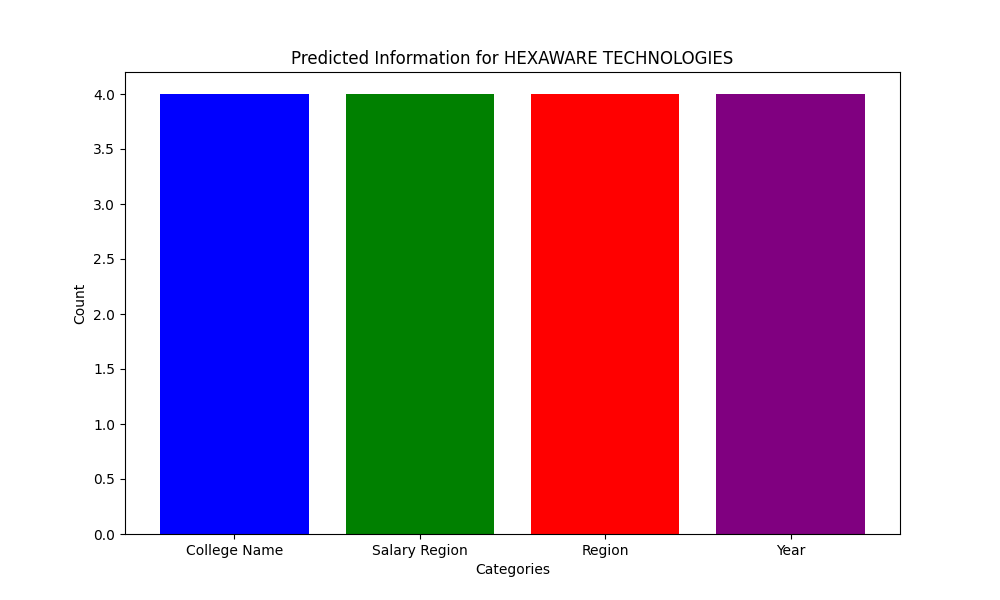 Predicted Information for HEXAWARE TECHNOLOGIES
4.0
3.5
3.0
2.5
2.0
1.5
1.0
0.5
0.0
Count
College Name
Salary Region
Region
Year
Categories